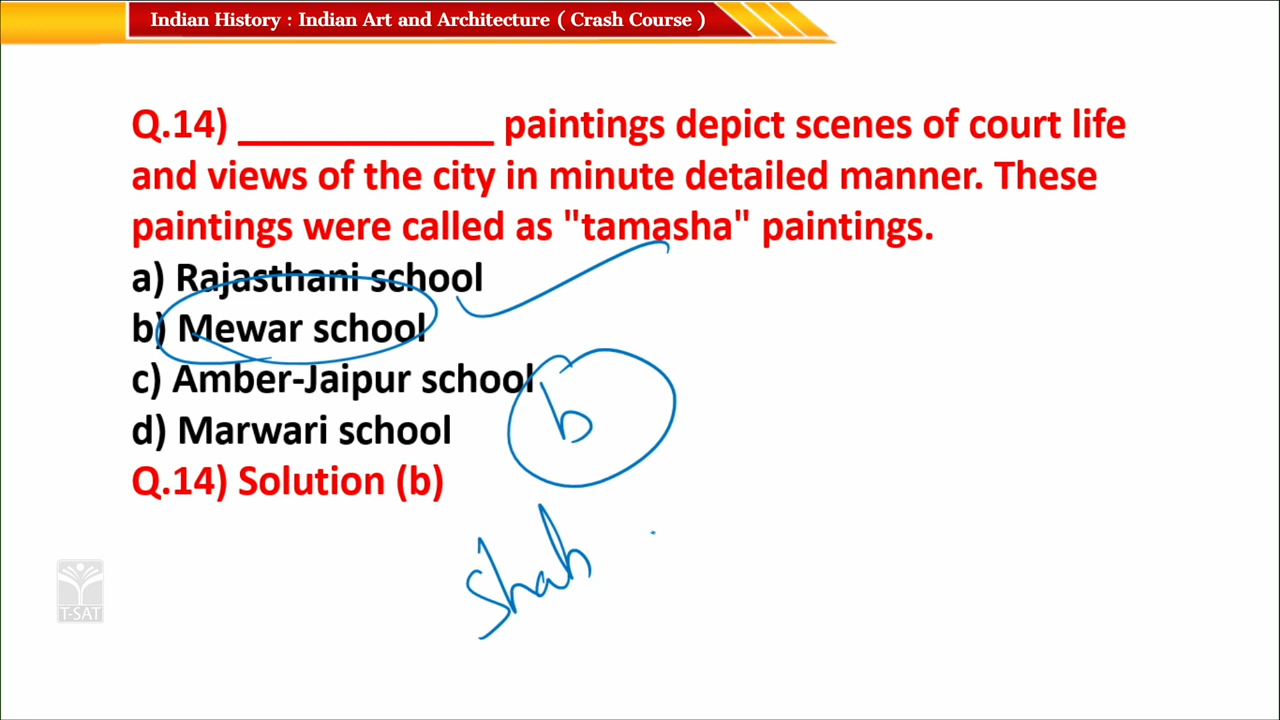 Indian History : Indian Art and Architecture ( Crash Course )
Q.14) _____________ paintings depict scenes of court life
and views of the city in minute detailed manner. These
paintings were called as "tamasha" paintings.
a) Rajasthani school
b) Mewar school
c) Amber-Jaipur school
b
d) Marwari school
Q.14) Solution (b)
Shah
T-SAT